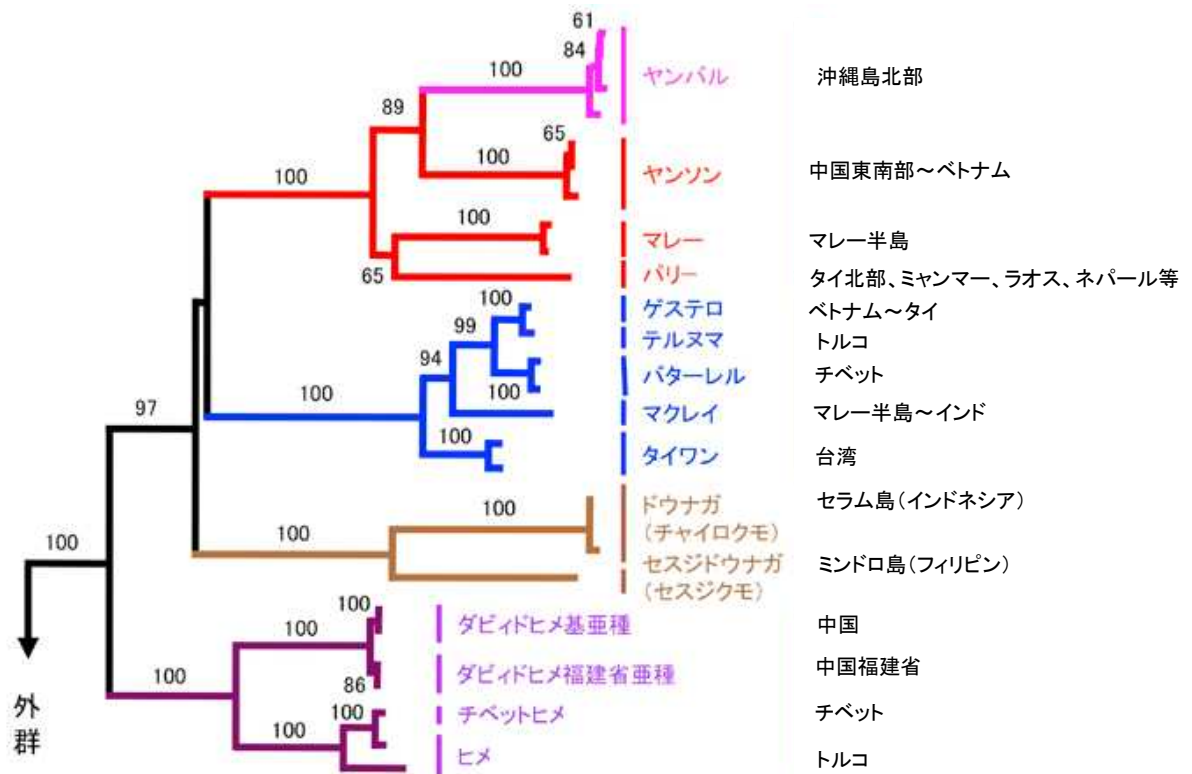 61
84
100
ヤンバル 沖縄島北部
89
65
100
ヤンソン 中国東南部～ベトナム
100
100
マレー マレー半島
65
パリー タイ北部、ミャンマー、ラオス、ネパール等
100
ゲステロ ベトナム～タイ
99
テルヌマ トルコ
94
バターレル チベット
100
100
マクレイ マレー半島～インド
97
100
タイワン 台湾
100
ドウナガ セラム島(インドネシア)
(チャイロクモ)
100
100
セスジドウナガ ミンドロ島(フィリピン)
(セスジクモ)
100
ダビィドヒメ基亜種 中国
100
ダビィドヒメ福建省亜種 中国福建省
100
86
外群
100
チベットヒメ チベット
100
ヒメ トルコ